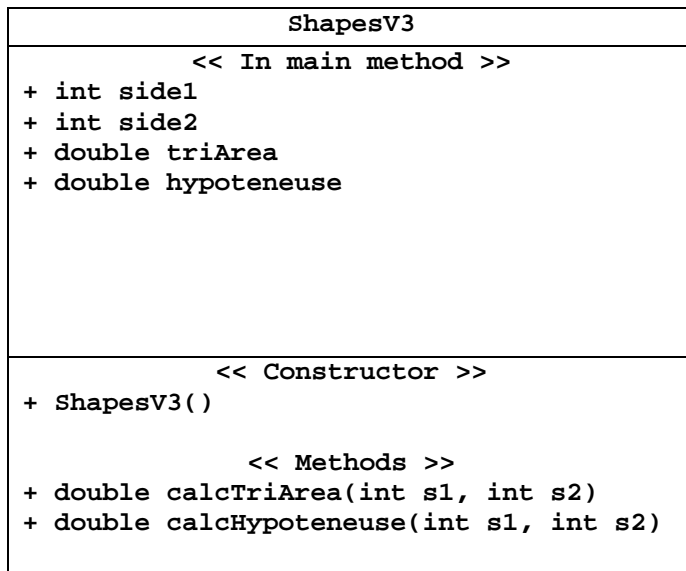 ShapesV3
<< In main method >>
+ int side1
+ int side2
+ double triArea
+ double hypoteneuse
<< Constructor >>
+ ShapesV3()
<< Methods >>
+ double calcTriArea(int s1, int s2)
+ double calcHypoteneuse(int s1, int s2)